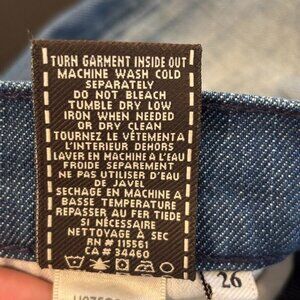 TURN GARMENT INSIDE OUT
MACHINE WASH COLD
SEPARATELY
DO NOT BLEACH
TUMBLE DRY LOW
IRON WHEN NEEDED
OR DRY CLEAN
TOURNEZ LE VÊTEMENTA
L'INTERIEUR DEHORS
LAVER EN MACHINE A L'EAU
FROIDE SEPAREMENT
NE PAS UTILISER D'EAU
DE JAVEL
SECHAGE EN MACHINE A
BASSE TEMPERATURE
REPASSER AU FER TIEDE
SI NÉCESSAIRE
NETTOYAGE À SEC
RN # 115561
CA # 34460
26